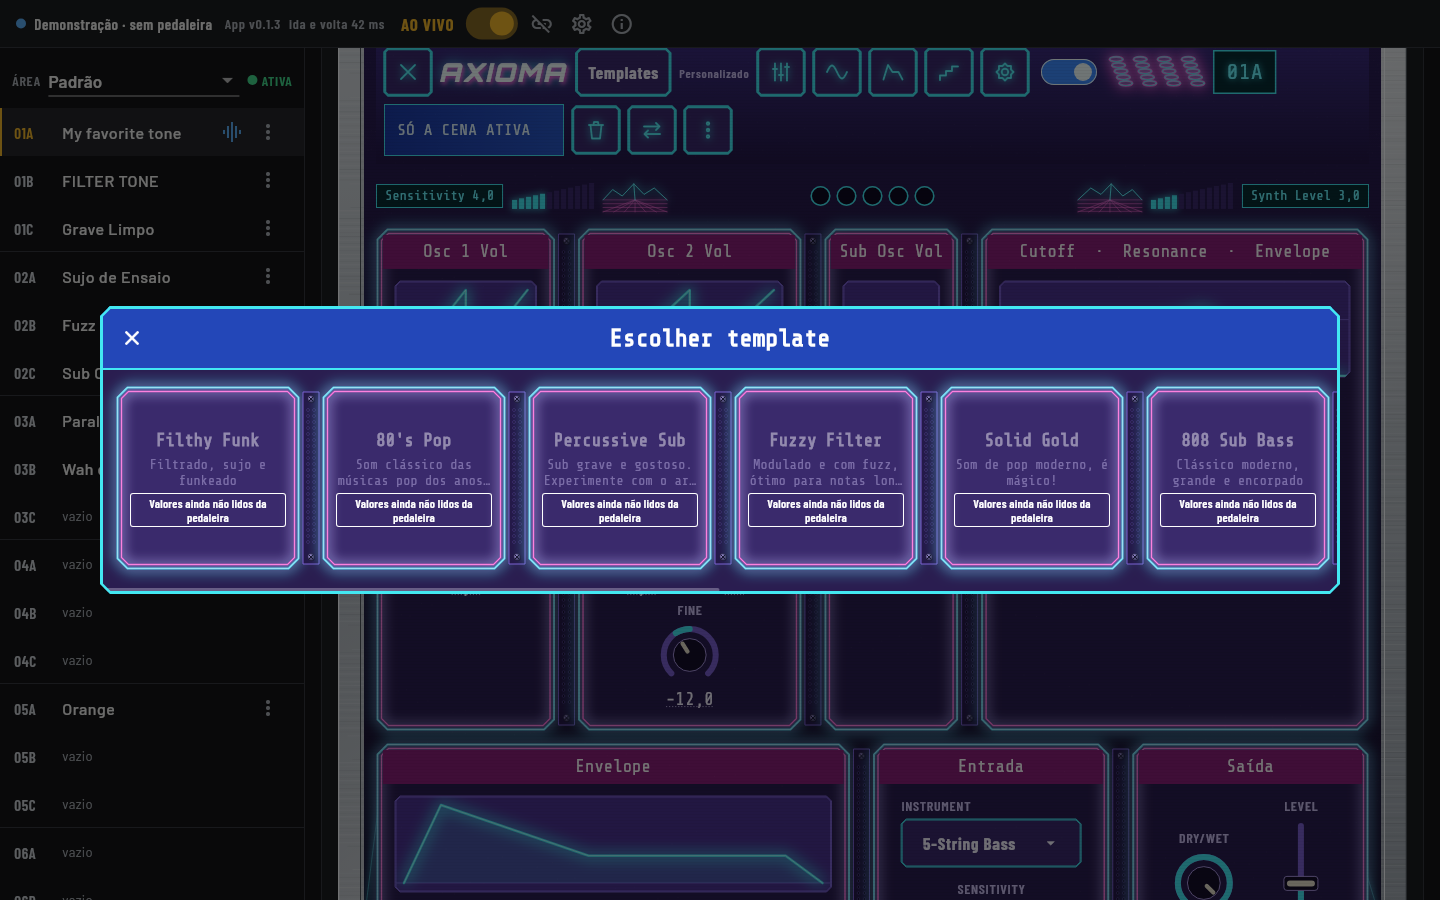 Demonstração · sem pedaleira App v0.1.3 Ida e volta 42 ms AO VIVO
ÁREA Padrão ATIVA
01A My favorite tone
01B FILTER TONE
01C Grave Limpo
02A Sujo de Ensaio
02B Fuzz
02C Sub
03A Paral
03B Wah
03C vazio
04A vazio
04B vazio
04C vazio
05A Orange
05B vazio
05C vazio
06A vazio
AXIOMA Templates Personalizado 01A
SÓ A CENA ATIVA
Sensitivity 4,0 Synth Level 3,0
Osc 1 Vol Osc 2 Vol Sub Osc Vol Cutoff · Resonance · Envelope
Escolher template
Filthy Funk
Filtrado, sujo e
funkeado
Valores ainda não lidos da
pedaleira
80's Pop
Som clássico das
músicas pop dos anos…
Valores ainda não lidos da
pedaleira
Percussive Sub
Sub grave e gostoso.
Experimente com o ar…
Valores ainda não lidos da
pedaleira
Fuzzy Filter
Modulado e com fuzz,
ótimo para notas lon…
Valores ainda não lidos da
pedaleira
Solid Gold
Som de pop moderno, é
mágico!
Valores ainda não lidos da
pedaleira
808 Sub Bass
Clássico moderno,
grande e encorpado
Valores ainda não lidos da
pedaleira
FINE
-12,0
Envelope Entrada Saída
INSTRUMENT
5-String Bass
SENSITIVITY
LEVEL
DRY/WET